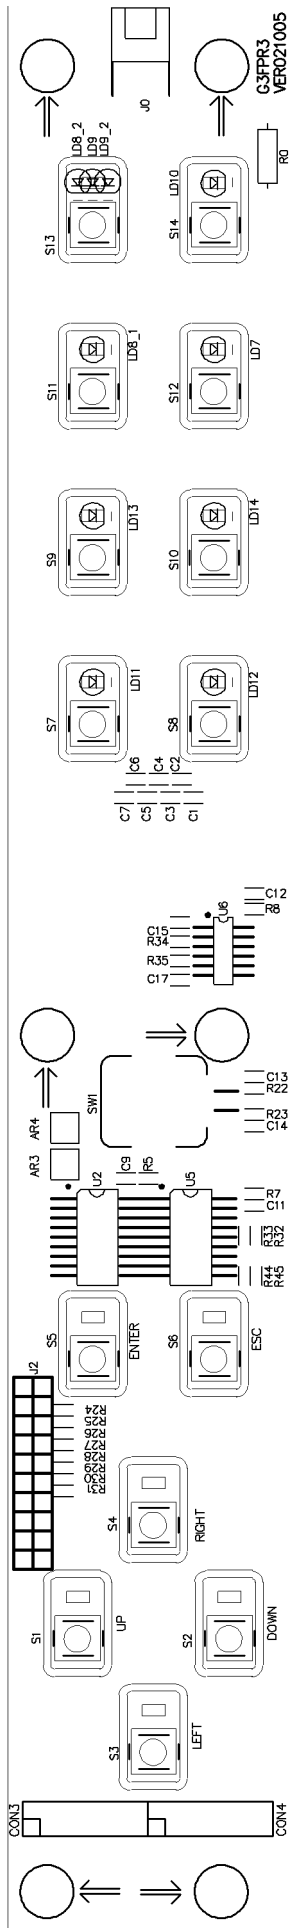 G3FPR3
VER021005
J0
R0
LD8_2
LD9
LD9_2
LD10
S13
S14
LD8_1
LD7
S11
S12
LD13
LD14
S9
S10
LD11
LD12
S7
S8
C6
C4
C2
C7
C5
C3
C1
C12
R8
U6
C15
R34
R35
C17
C13
R22
R23
C14
SW1
AR4
AR3
C9
R5
U2
U5
R7
C11
R33
R32
R44
R45
S5
ENTER
S6
ESC
J2
R24
R25
R26
R27
R28
R29
R30
R31
S4
RIGHT
S1
UP
S2
DOWN
S3
LEFT
CON3
CON4